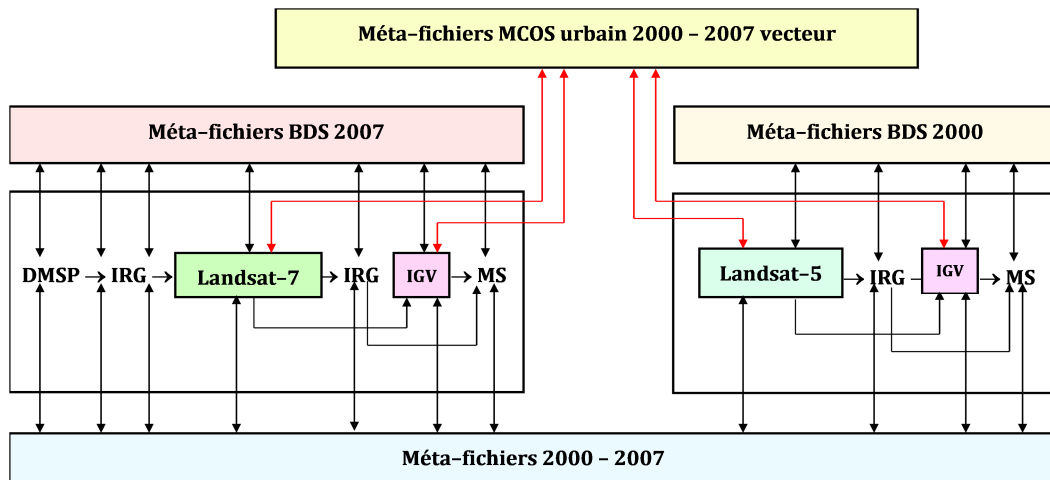 Méta–fichiers MCOS urbain 2000 – 2007 vecteur
Méta–fichiers BDS 2007
Méta–fichiers BDS 2000
DMSP IRG Landsat–7 IRG IGV MS
Landsat–5 IRG IGV MS
Méta–fichiers 2000 – 2007